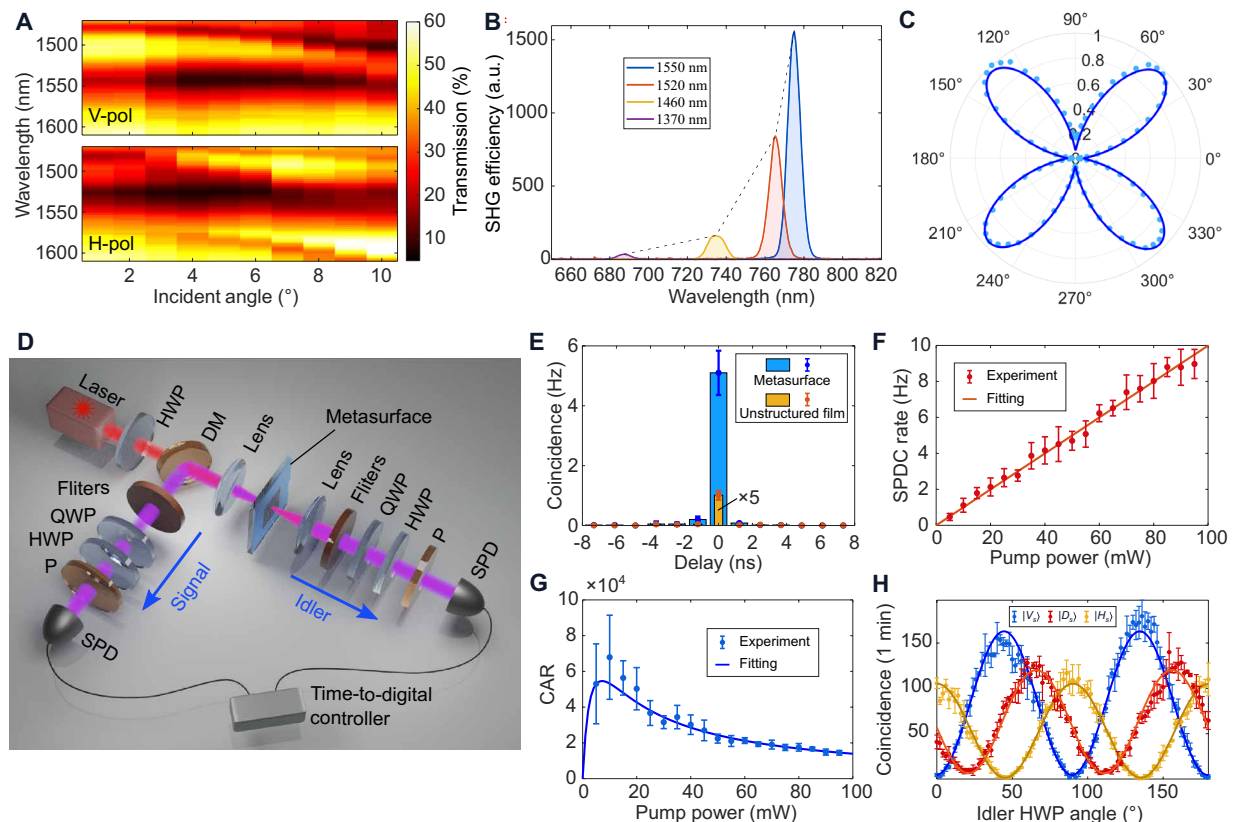 A
1500
1550
1600
V-pol
1500
1550
1600
H-pol
Wavelength (nm)
2
4
6
8
10
Incident angle (°)
60
50
40
30
20
10
Transmission (%)
B
1500
1000
500
0
SHG efficiency (a.u.)
1550 nm
1520 nm
1460 nm
1370 nm
660 680 700 720 740 760 780 800 820
Wavelength (nm)
C
90°
120°
60°
150°
30°
180°
0°
210°
330°
240°
300°
270°
1
0.8
0.6
0.4
0.2
0
D
Laser
HWP
DM
Lens
Metasurface
Lens
Fliters
QWP
HWP
P
SPD
Fliters
QWP
HWP
P
SPD
Signal
Idler
Time-to-digital
controller
E
6
4
2
0
Coincidence (Hz)
Metasurface
Unstructured film
×5
-8 -6 -4 -2 0 2 4 6 8
Delay (ns)
F
10
8
6
4
2
0
SPDC rate (Hz)
Experiment
Fitting
0 20 40 60 80 100
Pump power (mW)
G
×10⁴
10
8
6
4
2
0
CAR
Experiment
Fitting
0 20 40 60 80 100
Pump power (mW)
H
|Vₛ⟩ |Dₛ⟩ |Hₛ⟩
150
100
50
Coincidence (1 min)
0 50 100 150
Idler HWP angle (°)